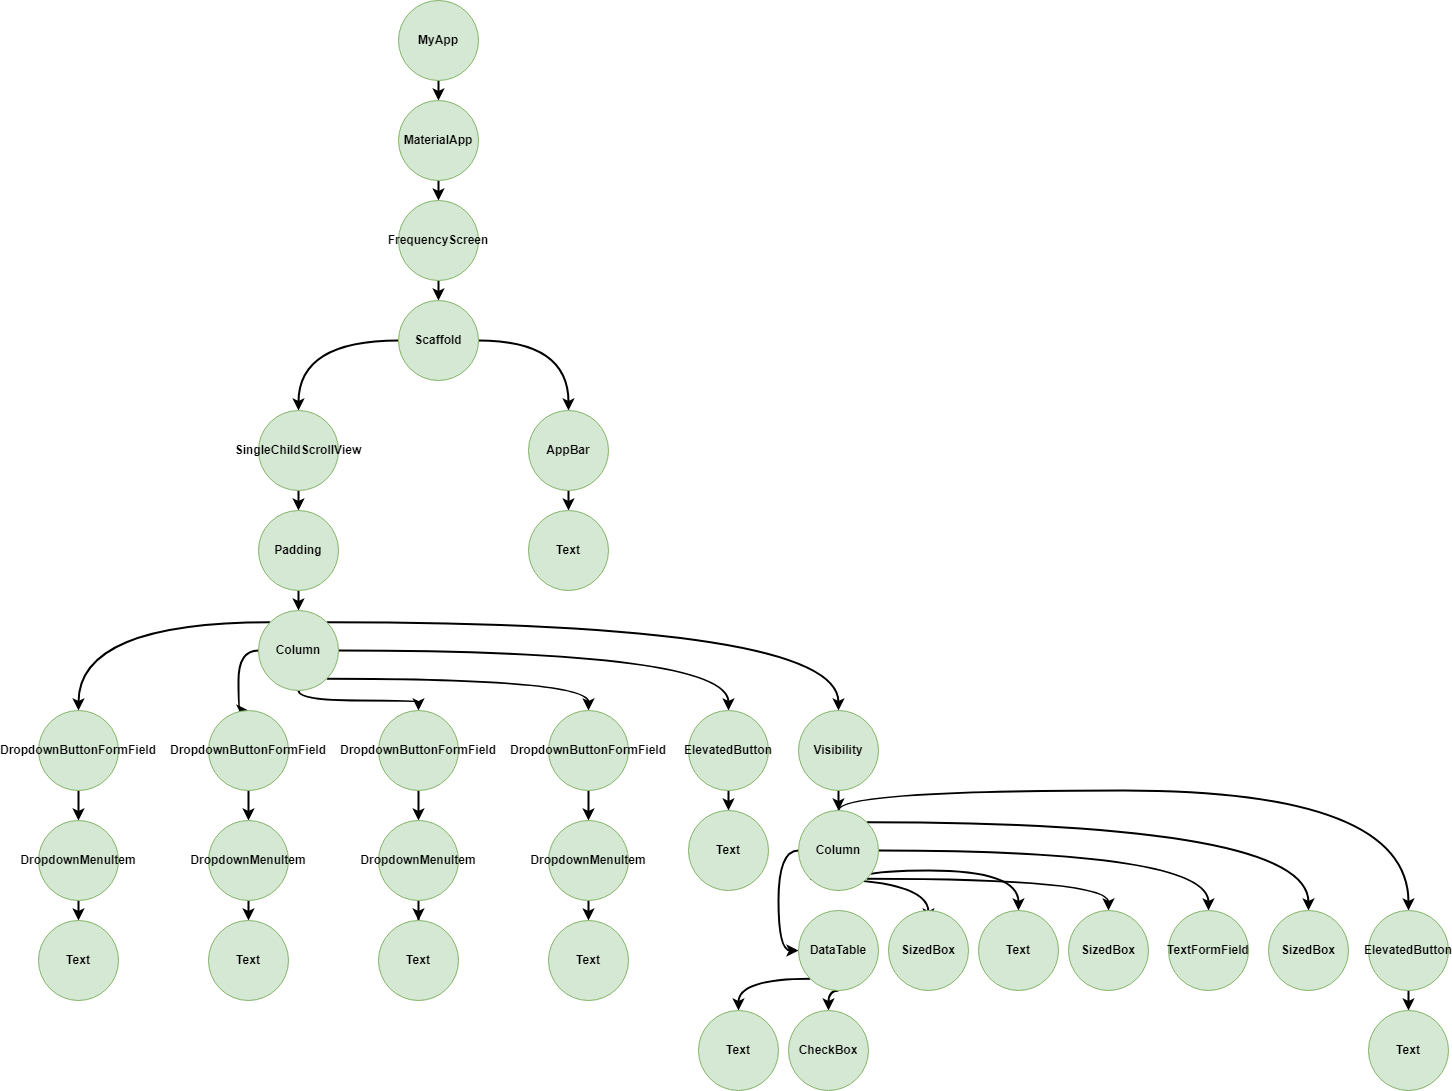 MyApp
MaterialApp
FrequencyScreen
Scaffold
SingleChildScrollView
AppBar
Padding
Text
Column
DropdownButtonFormField
DropdownButtonFormField
DropdownButtonFormField
DropdownButtonFormField
ElevatedButton
Visibility
DropdownMenuItem
DropdownMenuItem
DropdownMenuItem
DropdownMenuItem
Text
Column
Text
Text
Text
Text
DataTable
SizedBox
Text
SizedBox
TextFormField
SizedBox
ElevatedButton
Text
CheckBox
Text